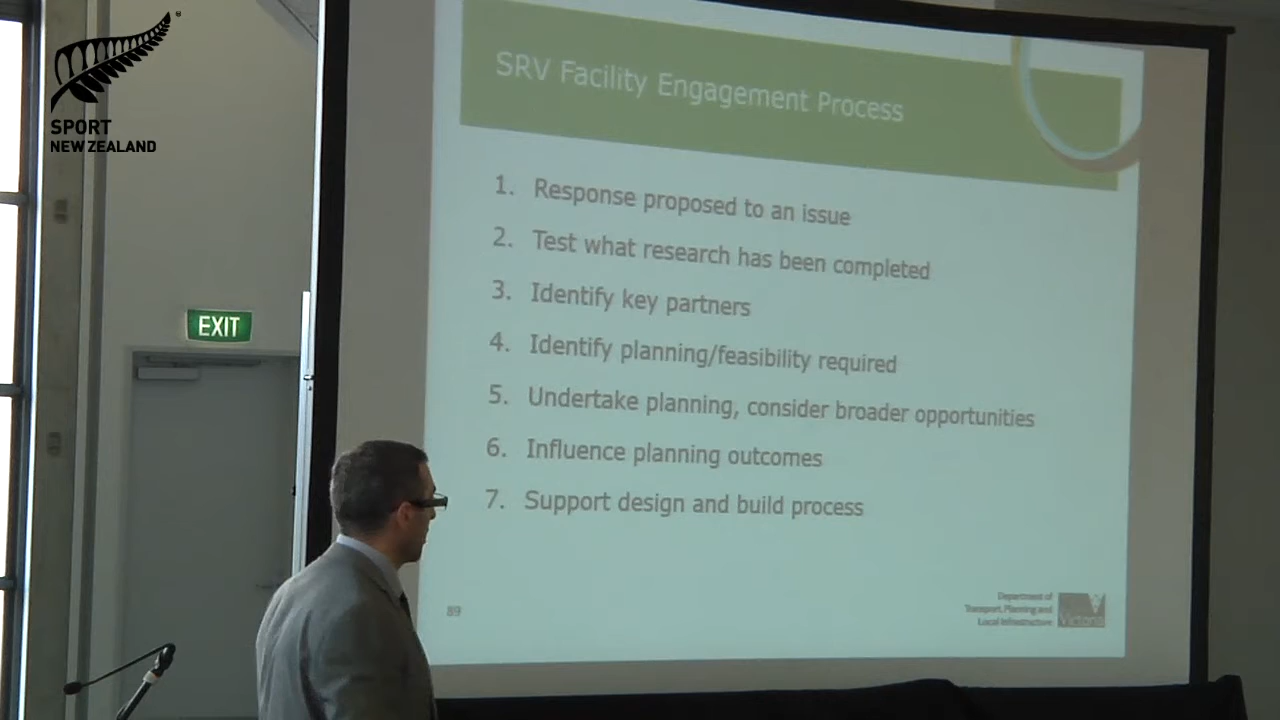 SPORT
NEW ZEALAND
EXIT
SRV Facility Engagement Process
1. Response proposed to an issue
2. Test what research has been completed
3. Identify key partners
4. Identify planning/feasibility required
5. Undertake planning, consider broader opportunities
6. Influence planning outcomes
7. Support design and build process
89
Department of
Transport, Planning and
Local Infrastructure
Victoria